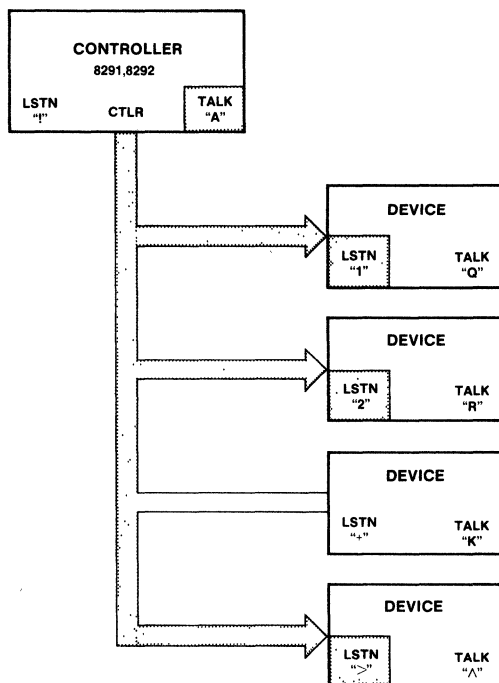 CONTROLLER
8291,8292
LSTN
"!"
CTLR
TALK
"A"
DEVICE
LSTN
"1"
TALK
"Q"
DEVICE
LSTN
"2"
TALK
"R"
DEVICE
LSTN
"+"
TALK
"K"
DEVICE
LSTN
">"
TALK
"^"